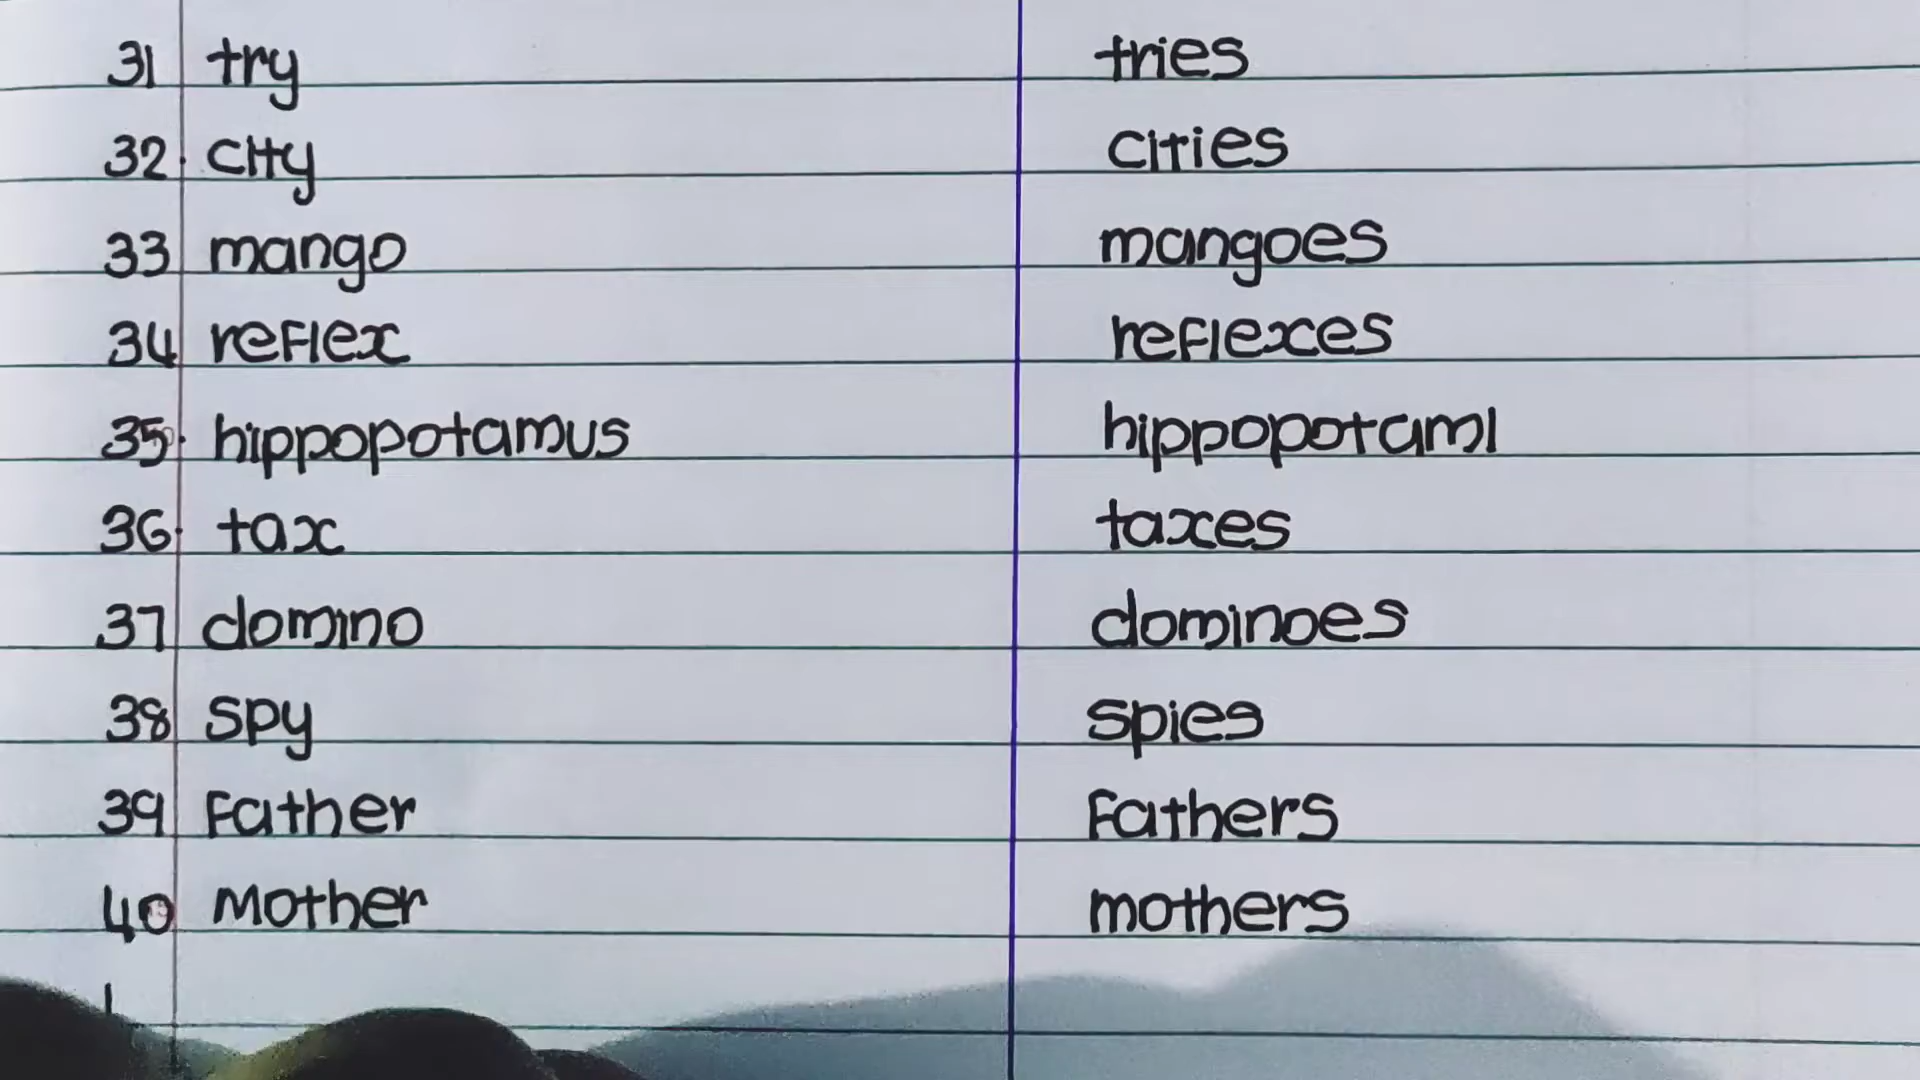 31 try tries
32. city cities
33 mango mangoes
34 reflex reflexes
35. hippopotamus hippopotami
36. tax taxes
37 domino dominoes
38 spy spies
39 Father Fathers
40 Mother mothers